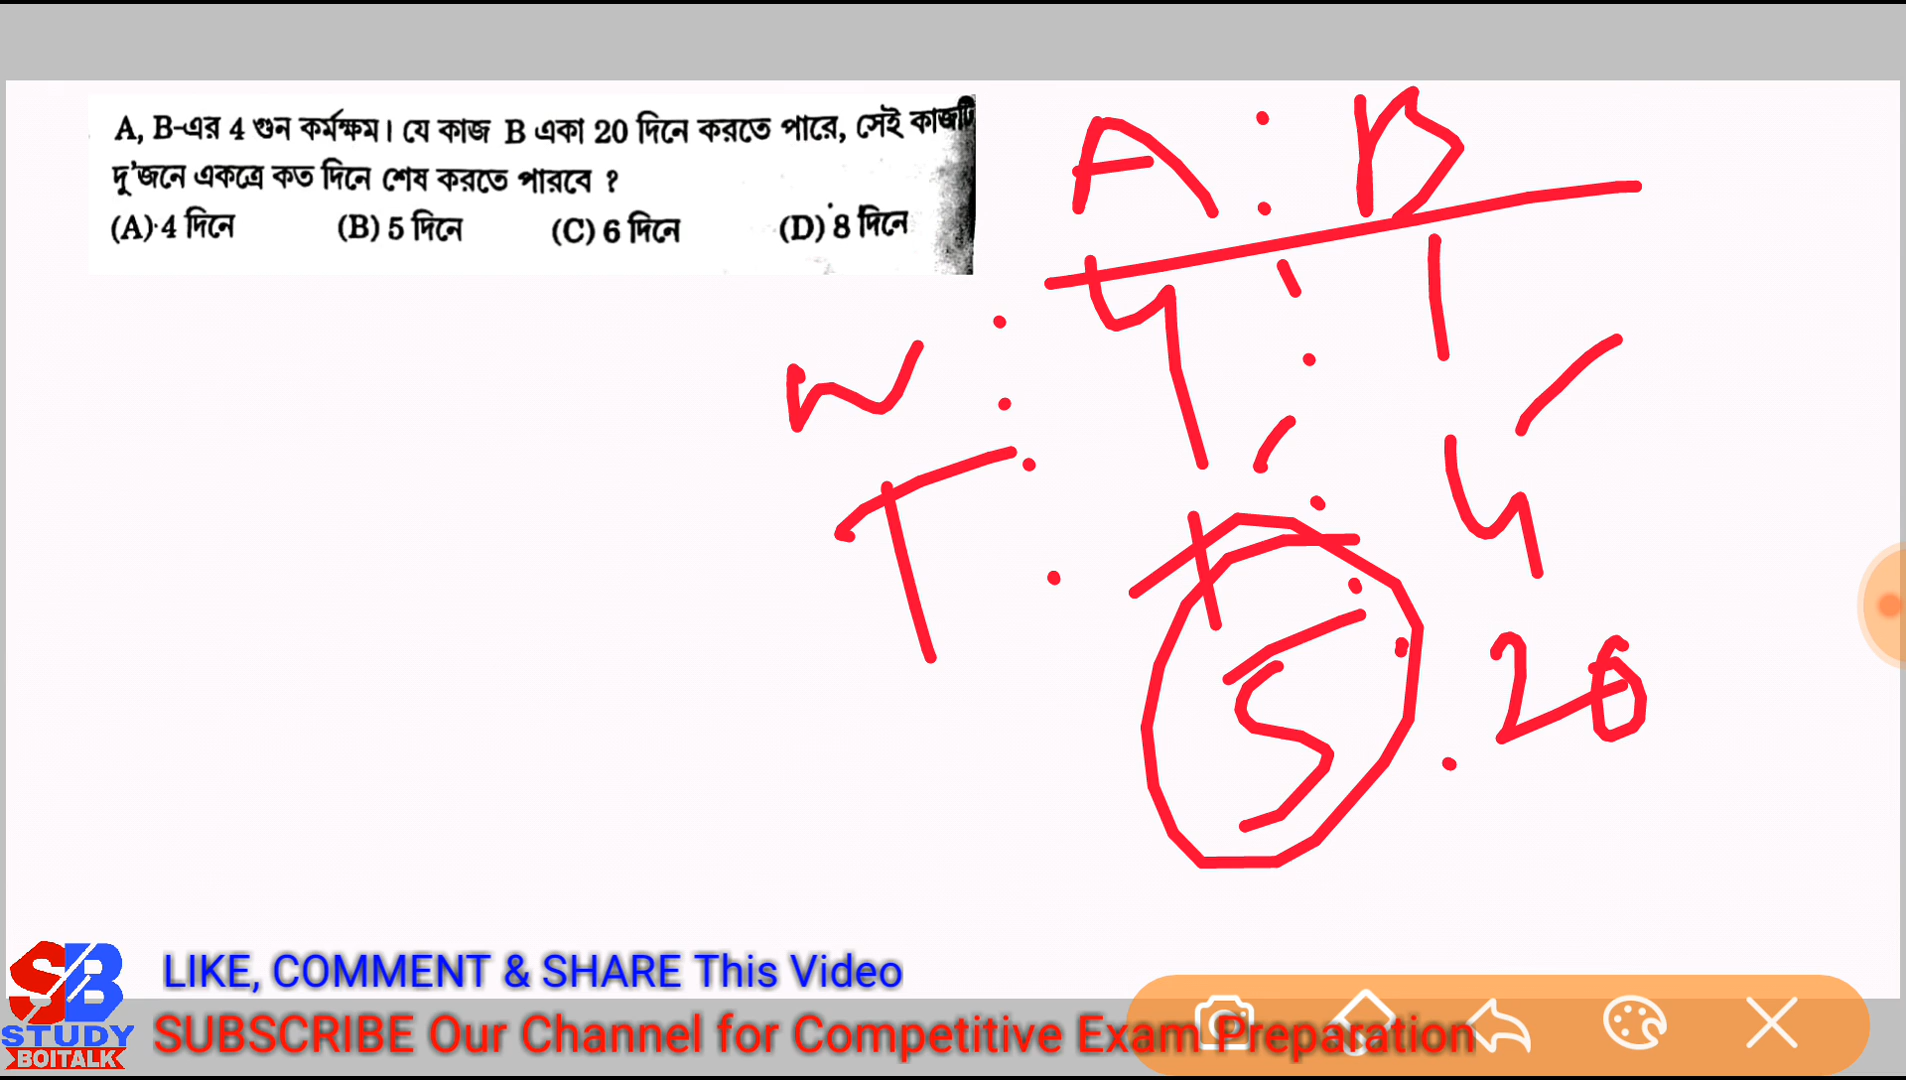 A, B-এর 4 গুন কর্মক্ষম। যে কাজ B একা 20 দিনে করতে পারে, সেই কাজটি
দু'জনে একত্রে কত দিনে শেষ করতে পারবে ?
(A) 4 দিনে (B) 5 দিনে (C) 6 দিনে (D) 8 দিনে
A : B
W : 4 : 1
T : 1 : 4
5 : 20
LIKE, COMMENT & SHARE This Video
SUBSCRIBE Our Channel for Competitive Exam Preparation
SB
STUDY
BOITALK